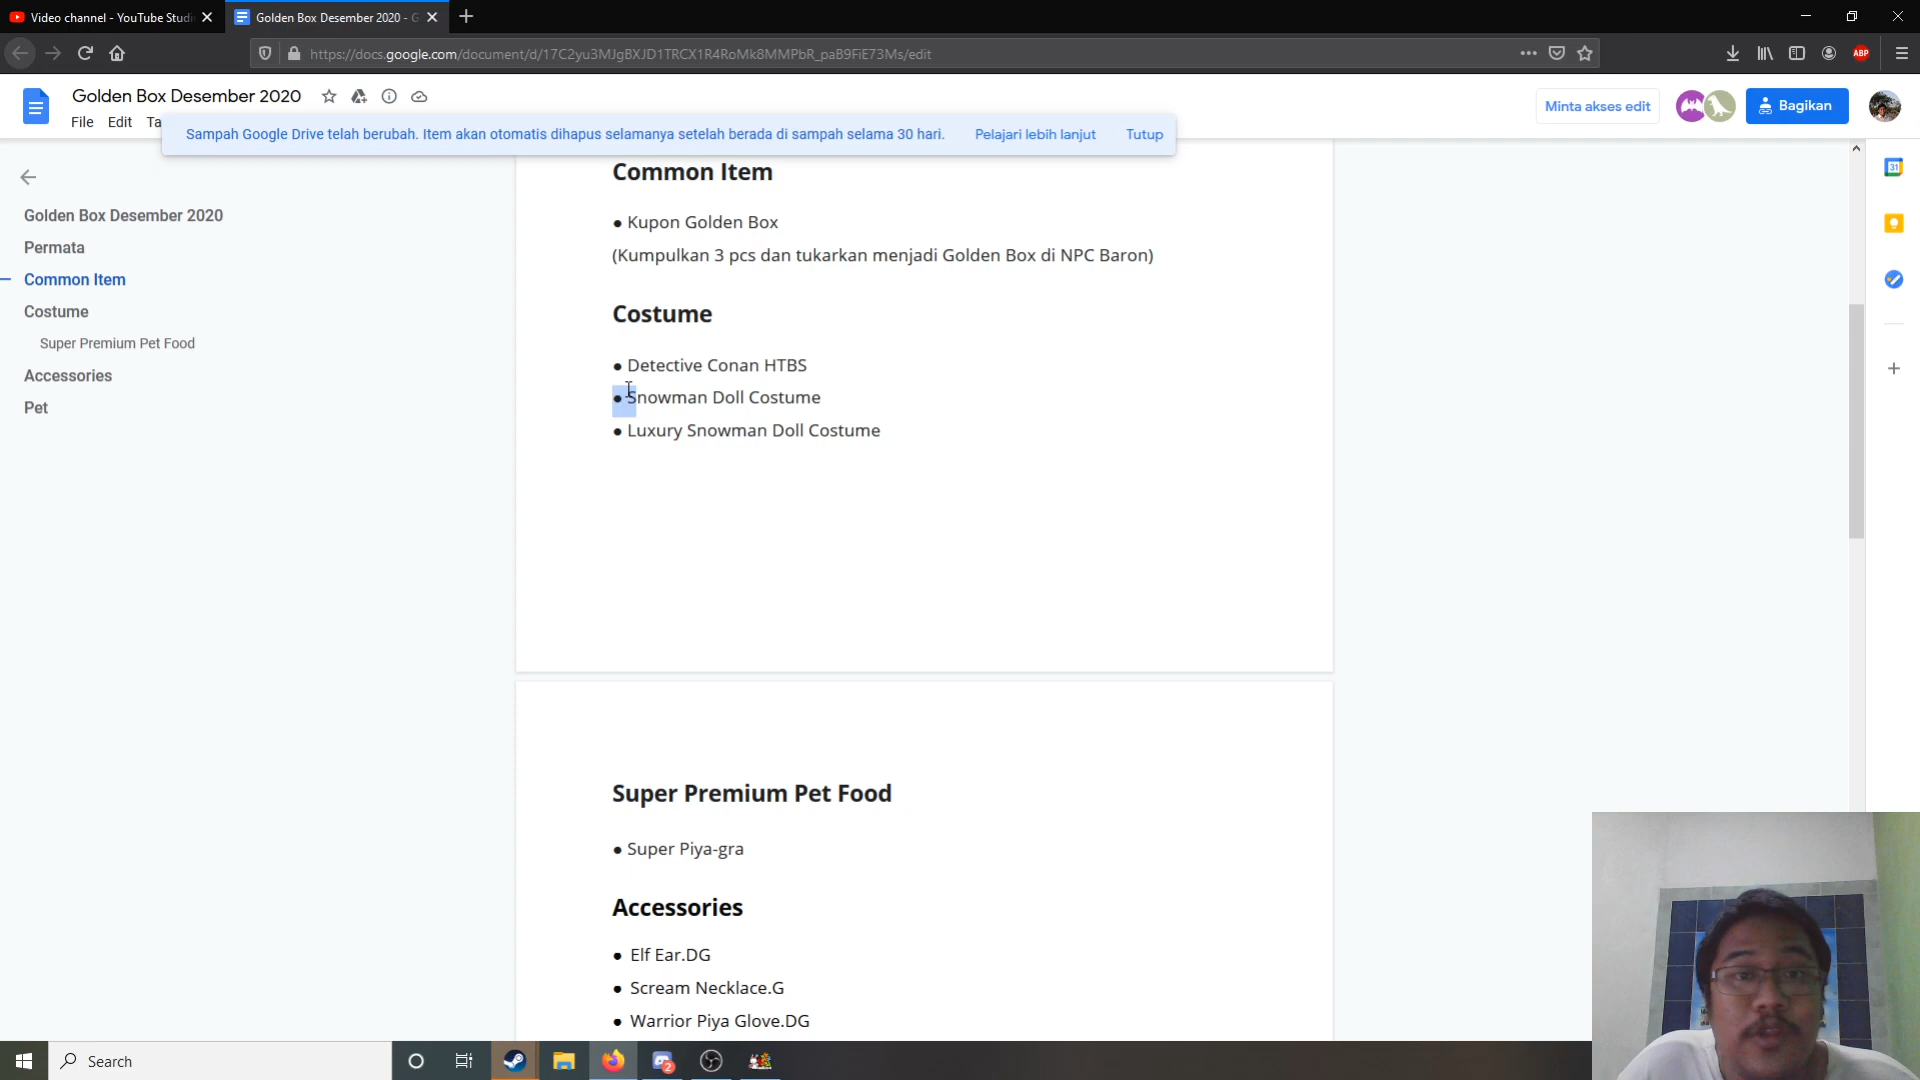 Video channel - YouTube Studi
Golden Box Desember 2020 - G
https://docs.google.com/document/d/17C2yu3MJgBXJD1TRCX1R4RoMk8MMPbR_paB9FiE73Ms/edit
ABP
Golden Box Desember 2020
File Edit Ta
Minta akses edit
Bagikan
Sampah Google Drive telah berubah. Item akan otomatis dihapus selamanya setelah berada di sampah selama 30 hari. Pelajari lebih lanjut Tutup
Golden Box Desember 2020
Permata
Common Item
Costume
Super Premium Pet Food
Accessories
Pet
Common Item
● Kupon Golden Box
(Kumpulkan 3 pcs dan tukarkan menjadi Golden Box di NPC Baron)
Costume
● Detective Conan HTBS
● Snowman Doll Costume
● Luxury Snowman Doll Costume
Super Premium Pet Food
● Super Piya-gra
Accessories
● Elf Ear.DG
● Scream Necklace.G
● Warrior Piya Glove.DG
31
Search
2